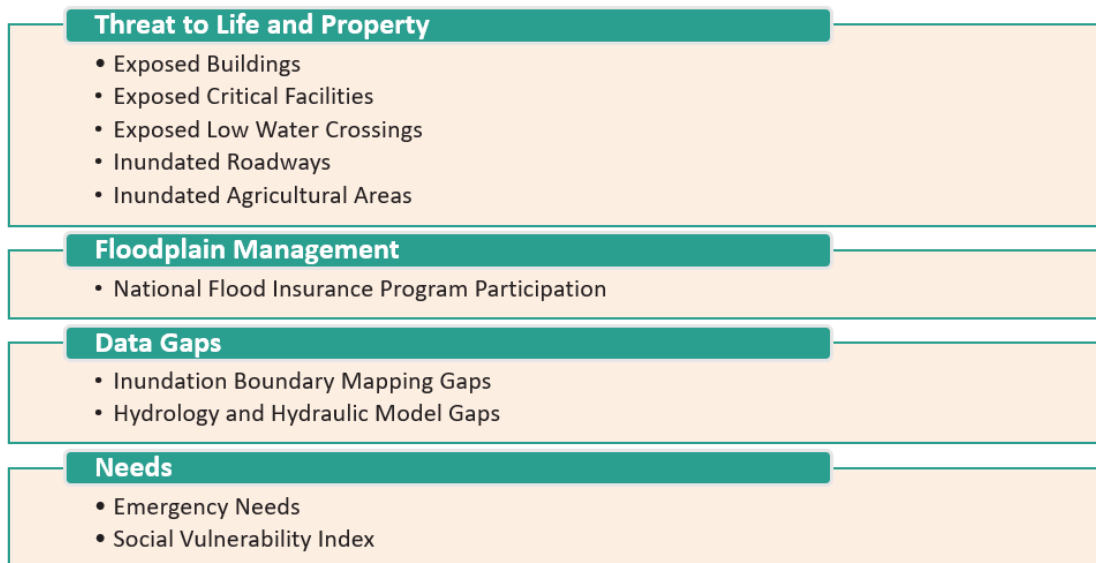 Threat to Life and Property
• Exposed Buildings
• Exposed Critical Facilities
• Exposed Low Water Crossings
• Inundated Roadways
• Inundated Agricultural Areas
Floodplain Management
• National Flood Insurance Program Participation
Data Gaps
• Inundation Boundary Mapping Gaps
• Hydrology and Hydraulic Model Gaps
Needs
• Emergency Needs
• Social Vulnerability Index